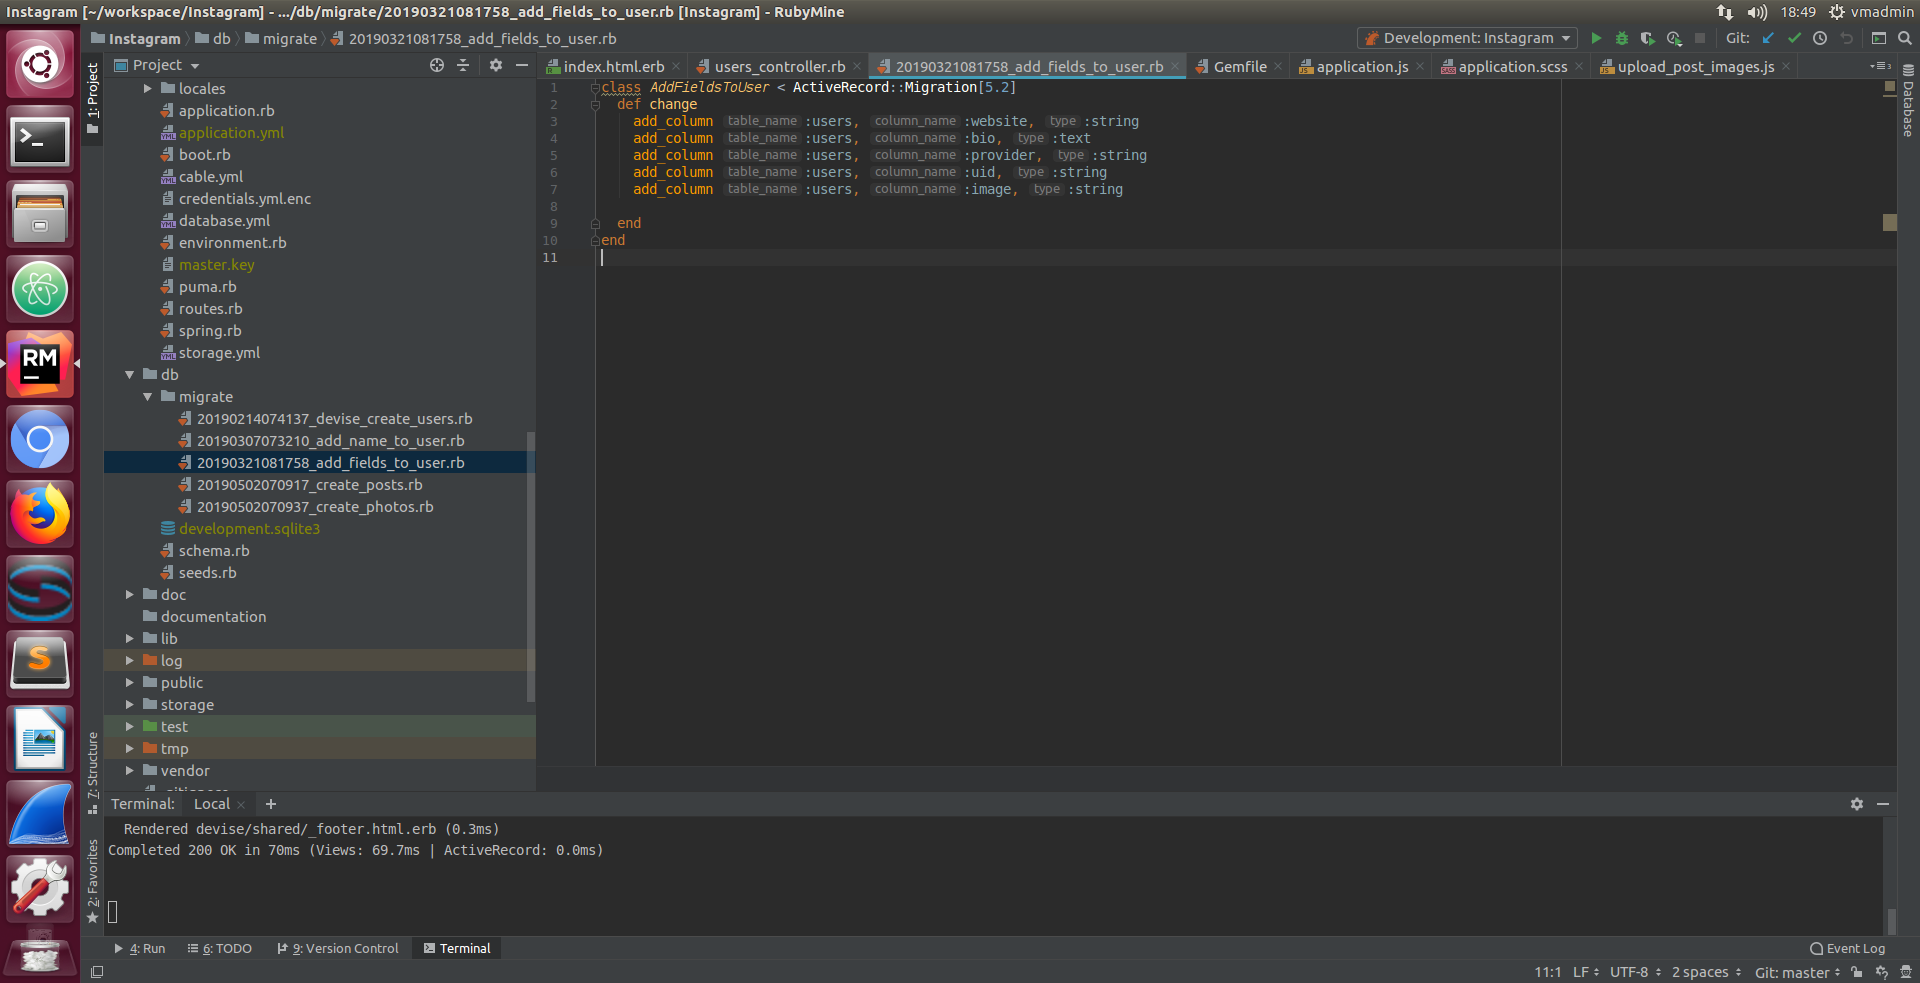 Instagram [~/workspace/Instagram] - .../db/migrate/20190321081758_add_fields_to_user.rb [Instagram] - RubyMine
18:49 vmadmin
Instagram db migrate 20190321081758_add_fields_to_user.rb
Development: Instagram Git:
1: Project
Project
index.html.erb users_controller.rb 20190321081758_add_fields_to_user.rb Gemfile application.js application.scss upload_post_images.js
Database
locales
application.rb
application.yml
boot.rb
cable.yml
credentials.yml.enc
database.yml
environment.rb
master.key
puma.rb
routes.rb
spring.rb
storage.yml
db
migrate
20190214074137_devise_create_users.rb
20190307073210_add_name_to_user.rb
20190321081758_add_fields_to_user.rb
20190502070917_create_posts.rb
20190502070937_create_photos.rb
development.sqlite3
schema.rb
seeds.rb
doc
documentation
lib
log
public
storage
test
tmp
vendor
1 class AddFieldsToUser < ActiveRecord::Migration[5.2]
2 def change
3 add_column table_name :users, column_name :website, type :string
4 add_column table_name :users, column_name :bio, type :text
5 add_column table_name :users, column_name :provider, type :string
6 add_column table_name :users, column_name :uid, type :string
7 add_column table_name :users, column_name :image, type :string
8
9 end
10 end
11
RM
7: Structure
2: Favorites
Terminal: Local
Rendered devise/shared/_footer.html.erb (0.3ms)
Completed 200 OK in 70ms (Views: 69.7ms | ActiveRecord: 0.0ms)
4: Run 6: TODO 9: Version Control Terminal Event Log
11:1 LF UTF-8 2 spaces Git: master